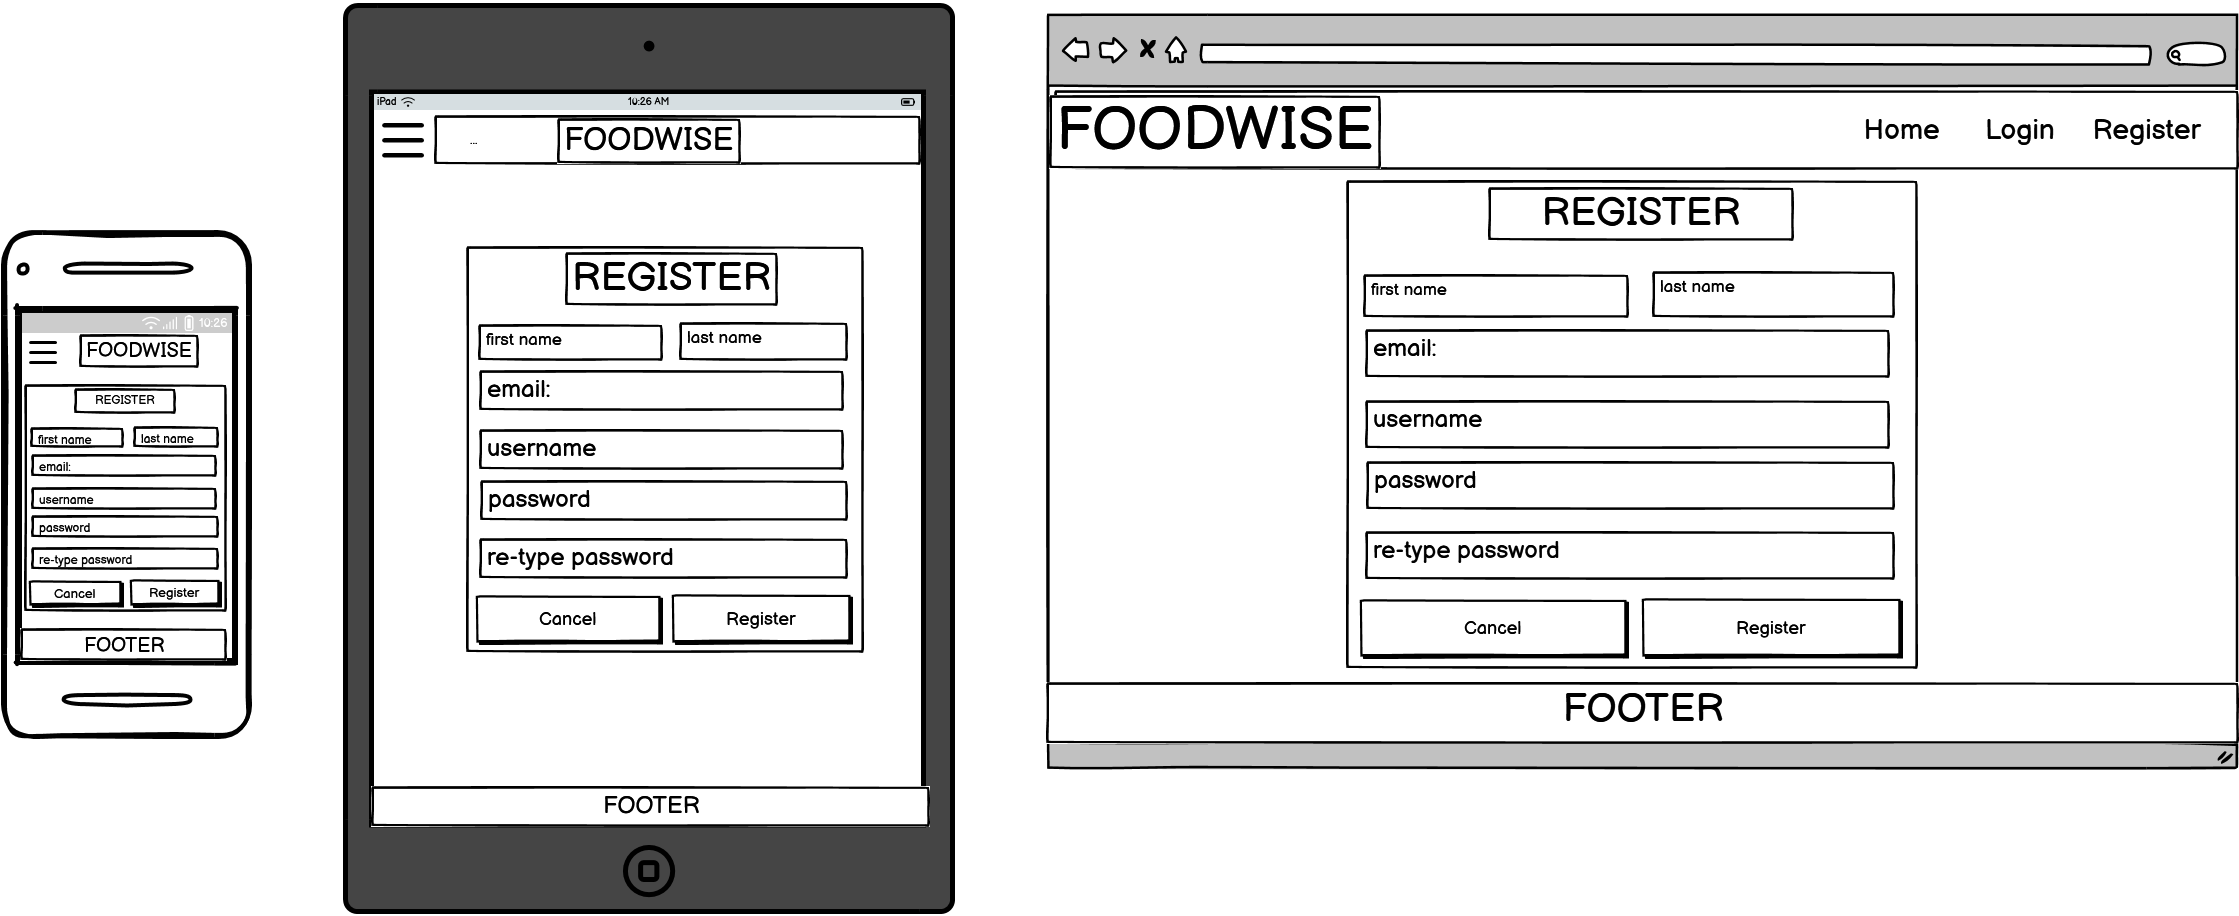 10:26
FOODWISE
REGISTER
first name last name
email:
username
password
re-type password
Cancel Register
FOOTER
iPad 10:26 AM
... FOODWISE
REGISTER
first name last name
email:
username
password
re-type password
Cancel Register
FOOTER
FOODWISE Home Login Register
REGISTER
first name last name
email:
username
password
re-type password
Cancel Register
FOOTER